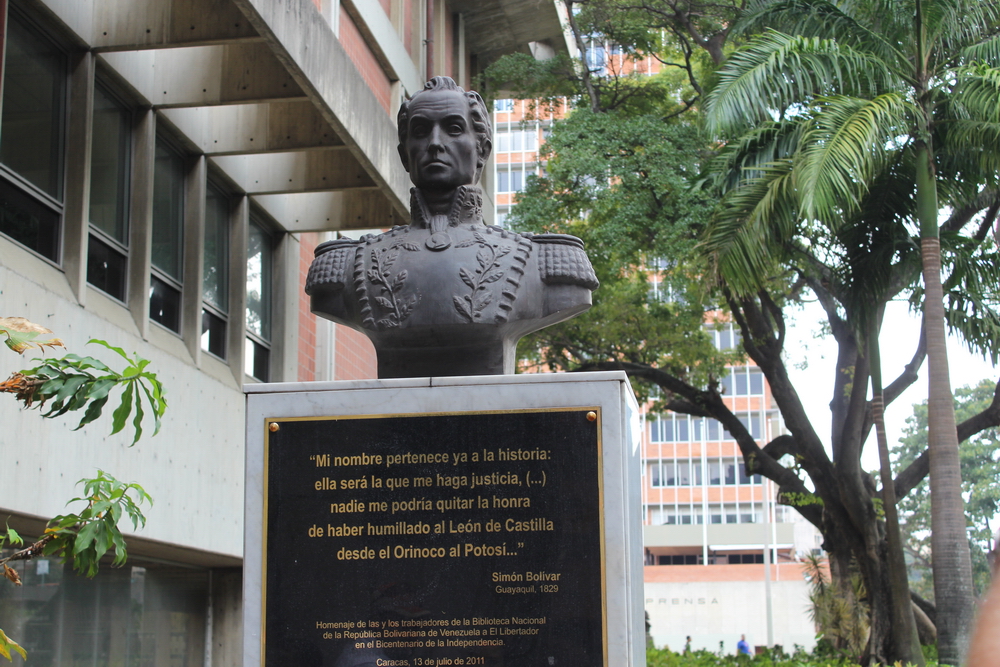 “Mi nombre pertenece ya a la historia:
ella será la que me haga justicia, (...)
nadie me podría quitar la honra
de haber humillado al León de Castilla
desde el Orinoco al Potosí...”
Simón Bolivar
Guayaquil, 1829
Homenaje de las y los trabajadores de la Biblioteca Nacional
de la República Bolivariana de Venezuela a El Libertador
en el Bicentenario de la Independencia.
Caracas, 13 de julio de 2011
PRENSA